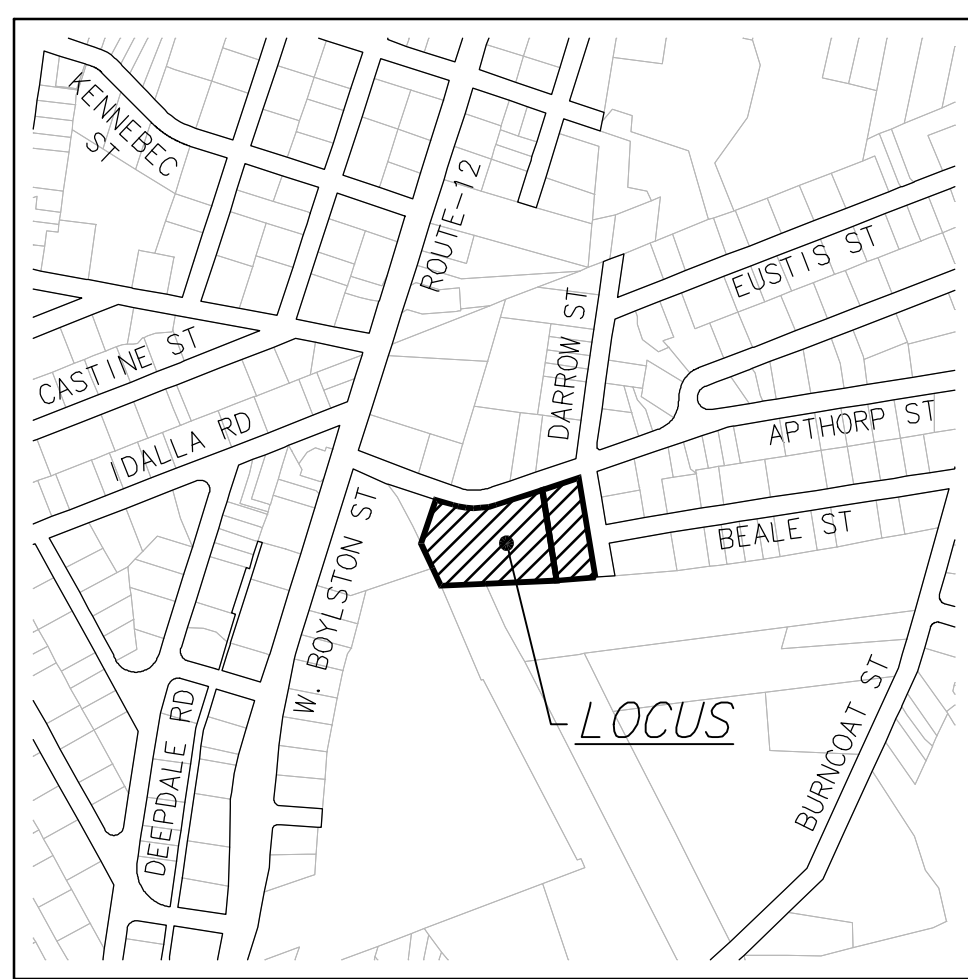 KENNEBEC
ST
ROUTE-12
EUSTIS ST
CASTINE ST
DARROW ST
IDALLA RD
APTHORP ST
BEALE ST
W. BOYLSTON ST
LOCUS
DEEPDALE RD
BURNCOAT ST